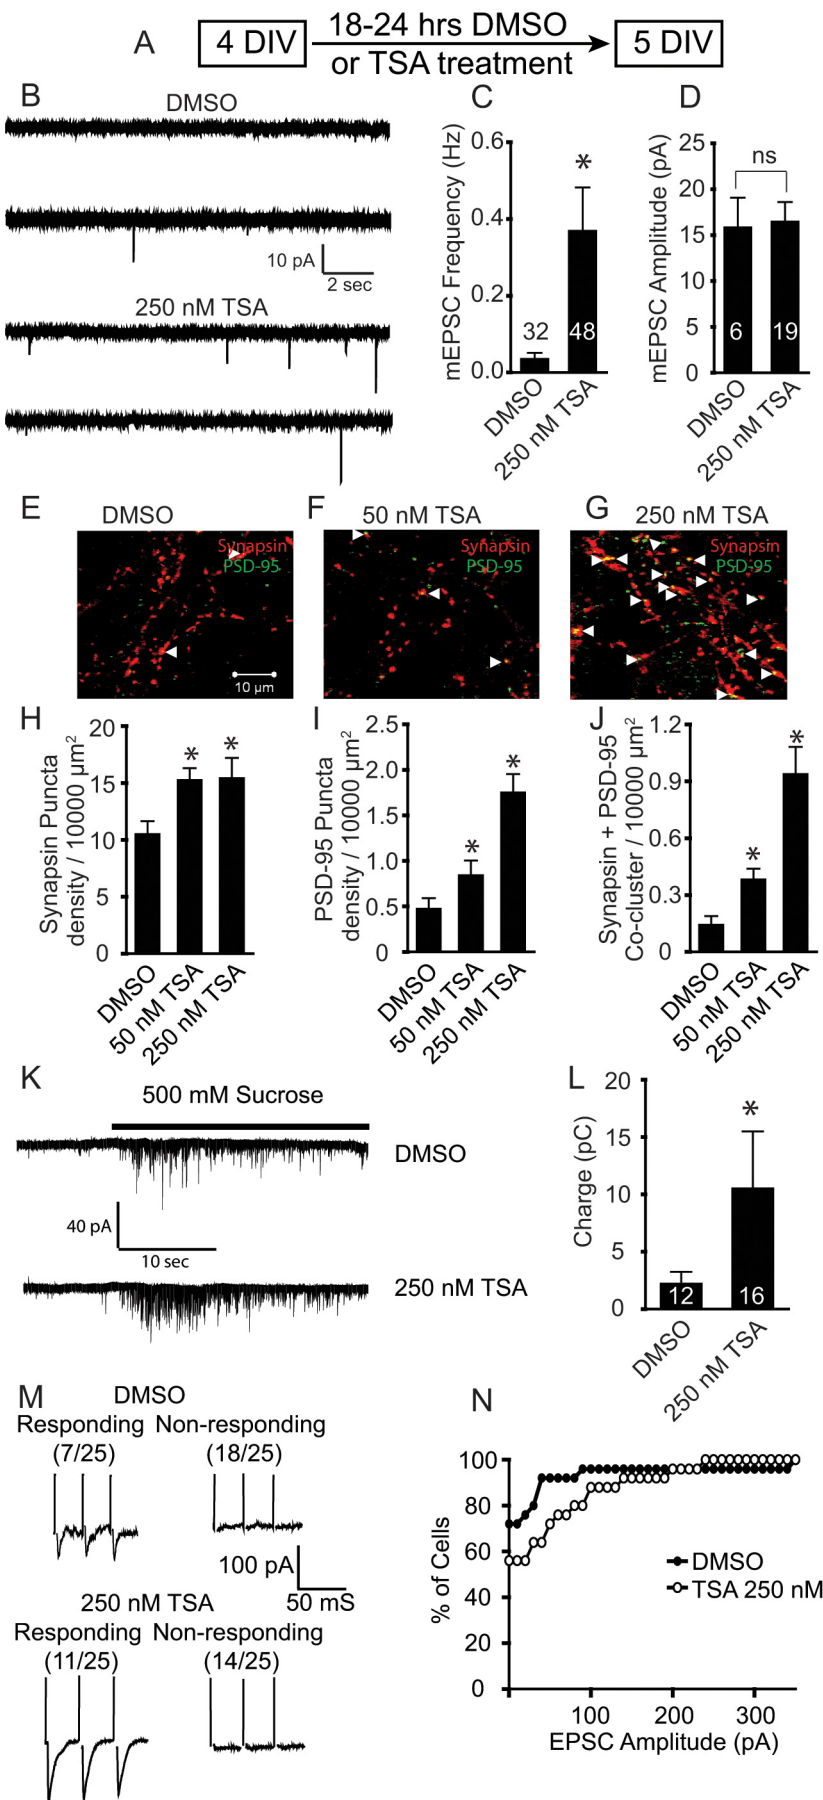 A
4 DIV
18-24 hrs DMSO
or TSA treatment
5 DIV
B
DMSO
10 pA
2 sec
250 nM TSA
C
mEPSC Frequency (Hz)
0.6
0.4
0.2
0.0
*
32
48
DMSO
250 nM TSA
D
mEPSC Amplitude (pA)
25
20
15
10
5
0
ns
6
19
DMSO
250 nM TSA
E
DMSO
Synapsin
PSD-95
10 µm
F
50 nM TSA
Synapsin
PSD-95
G
250 nM TSA
Synapsin
PSD-95
H
Synapsin Puncta
density / 10000 µm²
20
15
10
5
0
*
*
DMSO
50 nM TSA
250 nM TSA
I
PSD-95 Puncta
density / 10000 µm²
2.5
2.0
1.5
1.0
0.5
0
*
*
DMSO
50 nM TSA
250 nM TSA
J
Synapsin + PSD-95
Co-cluster / 10000 µm²
1.2
0.9
0.6
0.3
0
*
*
DMSO
50 nM TSA
250 nM TSA
K
500 mM Sucrose
DMSO
40 pA
10 sec
250 nM TSA
L
Charge (pC)
20
15
10
5
0
*
12
16
DMSO
250 nM TSA
M
DMSO
Responding Non-responding
(7/25) (18/25)
100 pA
50 mS
250 nM TSA
Responding Non-responding
(11/25) (14/25)
N
% of Cells
100
80
60
40
20
0
DMSO
TSA 250 nM
100 200 300
EPSC Amplitude (pA)